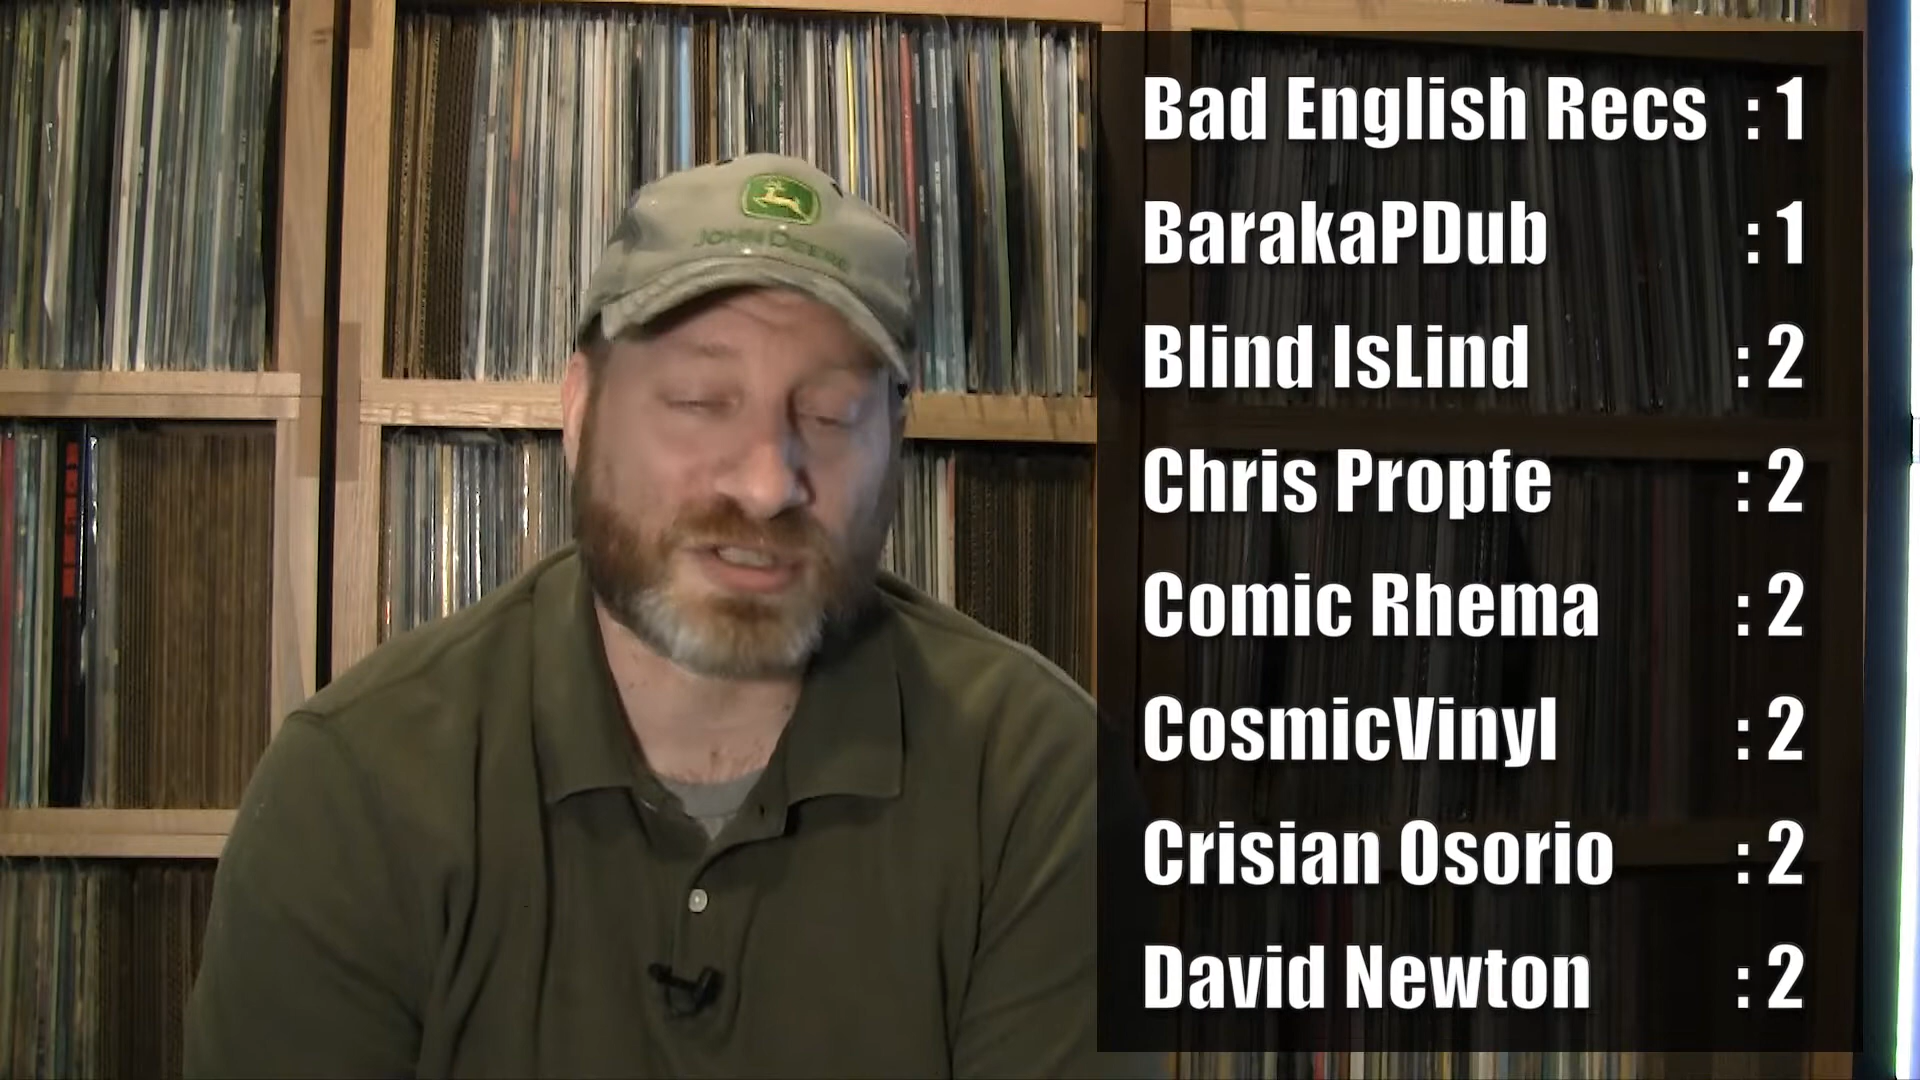 JOHN DEERE
Bad English Recs : 1
BarakaPDub : 1
Blind IsLind : 2
Chris Propfe : 2
Comic Rhema : 2
CosmicVinyl : 2
Crisian Osorio : 2
David Newton : 2